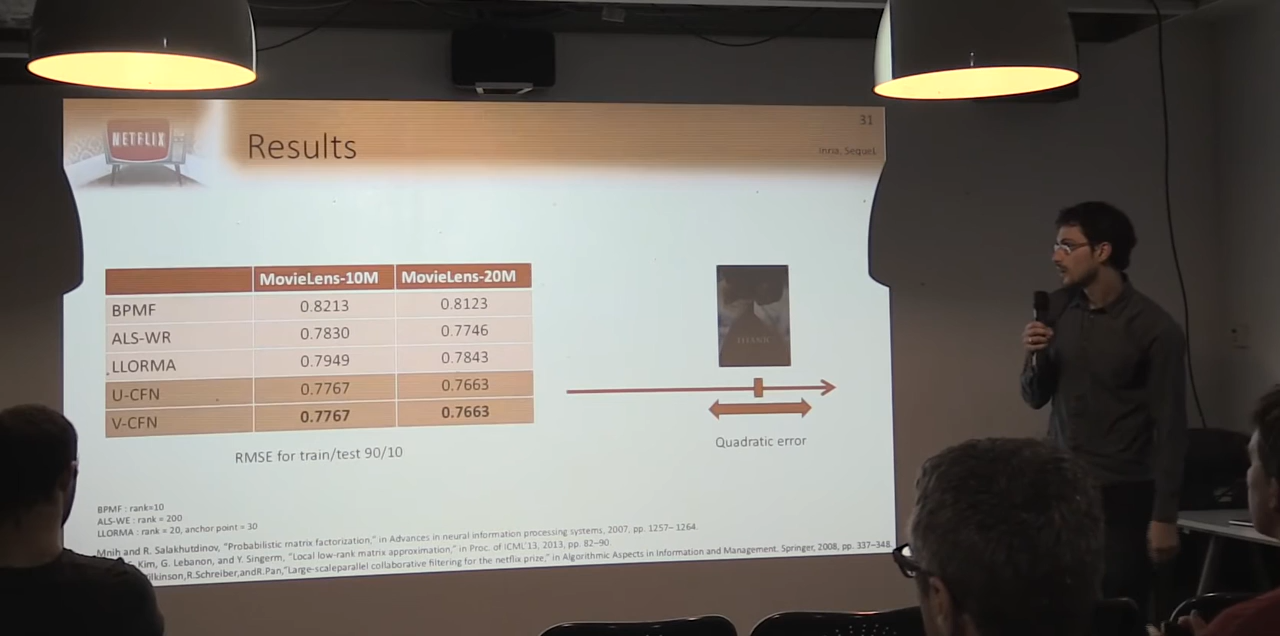 NETFLIX
Results
31
Inria, SequeL
MovieLens-10M MovieLens-20M
BPMF 0.8213 0.8123
ALS-WR 0.7830 0.7746
LLORMA 0.7949 0.7843
U-CFN 0.7767 0.7663
V-CFN 0.7767 0.7663
RMSE for train/test 90/10
TITANIC
Quadratic error
BPMF : rank=10
ALS-WE : rank = 200
LLORMA : rank = 20, anchor point = 30
Mnih and R. Salakhutdinov, "Probabilistic matrix factorization," in Advances in neural information processing systems, 2007, pp. 1257– 1264.
Kim, G. Lebanon, and Y. Singerm, "Local low-rank matrix approximation," in Proc. of ICML'13, 2013, pp. 82–90.
ilkinson,R.Schreiber,andR.Pan,"Large-scaleparallel collaborative filtering for the netflix prize," in Algorithmic Aspects in Information and Management. Springer, 2008, pp. 337–348.